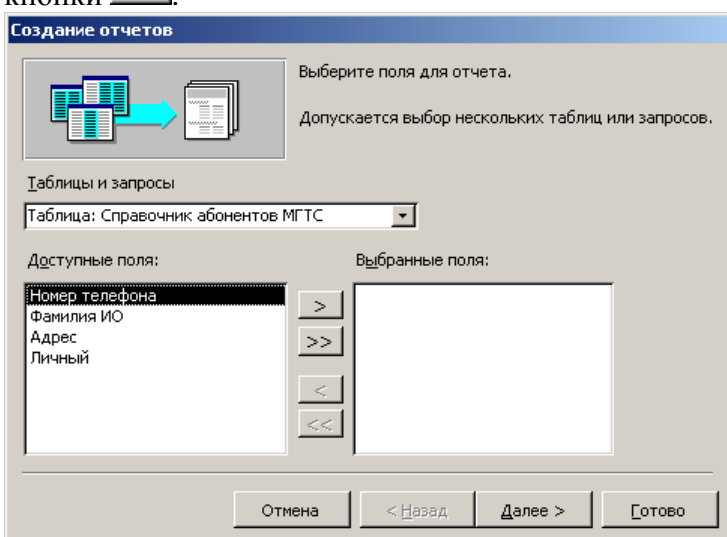 кнопки
Создание отчетов
Выберите поля для отчета.
Допускается выбор нескольких таблиц или запросов.
Таблицы и запросы
Таблица: Справочник абонентов МГТС
Доступные поля:
Выбранные поля:
Номер телефона
Фамилия ИО
Адрес
Личный
>
>>
<
<<
Отмена
< Назад
Далее >
Готово